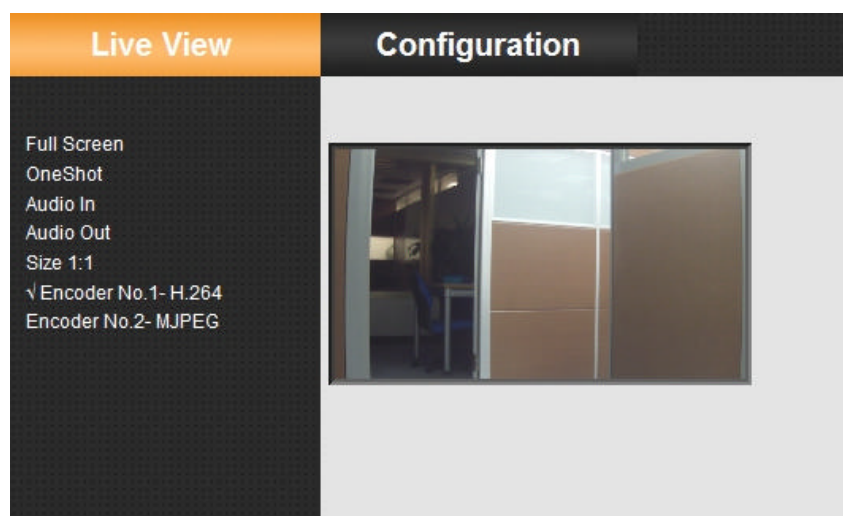 Live View
Configuration
Full Screen
OneShot
Audio In
Audio Out
Size 1:1
√ Encoder No.1- H.264
Encoder No.2- MJPEG